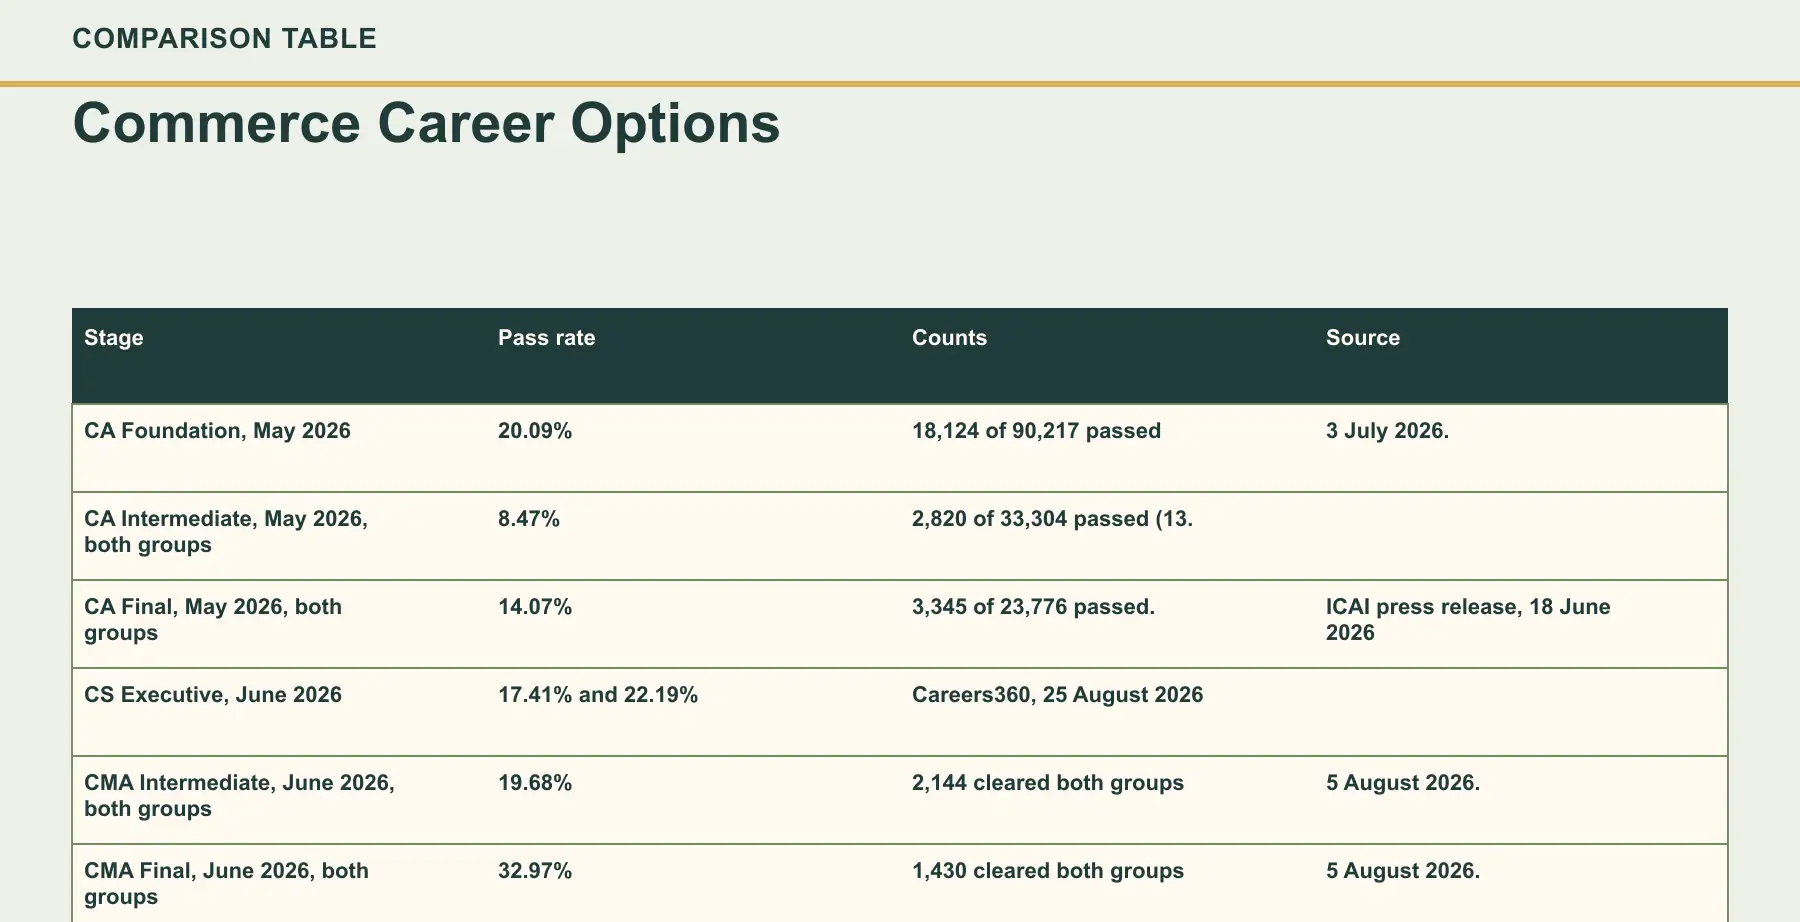 COMPARISON TABLE
Commerce Career Options
Stage Pass rate Counts Source
CA Foundation, May 2026 20.09% 18,124 of 90,217 passed 3 July 2026.
CA Intermediate, May 2026, 8.47% 2,820 of 33,304 passed (13.
both groups
CA Final, May 2026, both 14.07% 3,345 of 23,776 passed. ICAI press release, 18 June
groups 2026
CS Executive, June 2026 17.41% and 22.19% Careers360, 25 August 2026
CMA Intermediate, June 2026, 19.68% 2,144 cleared both groups 5 August 2026.
both groups
CMA Final, June 2026, both 32.97% 1,430 cleared both groups 5 August 2026.
groups